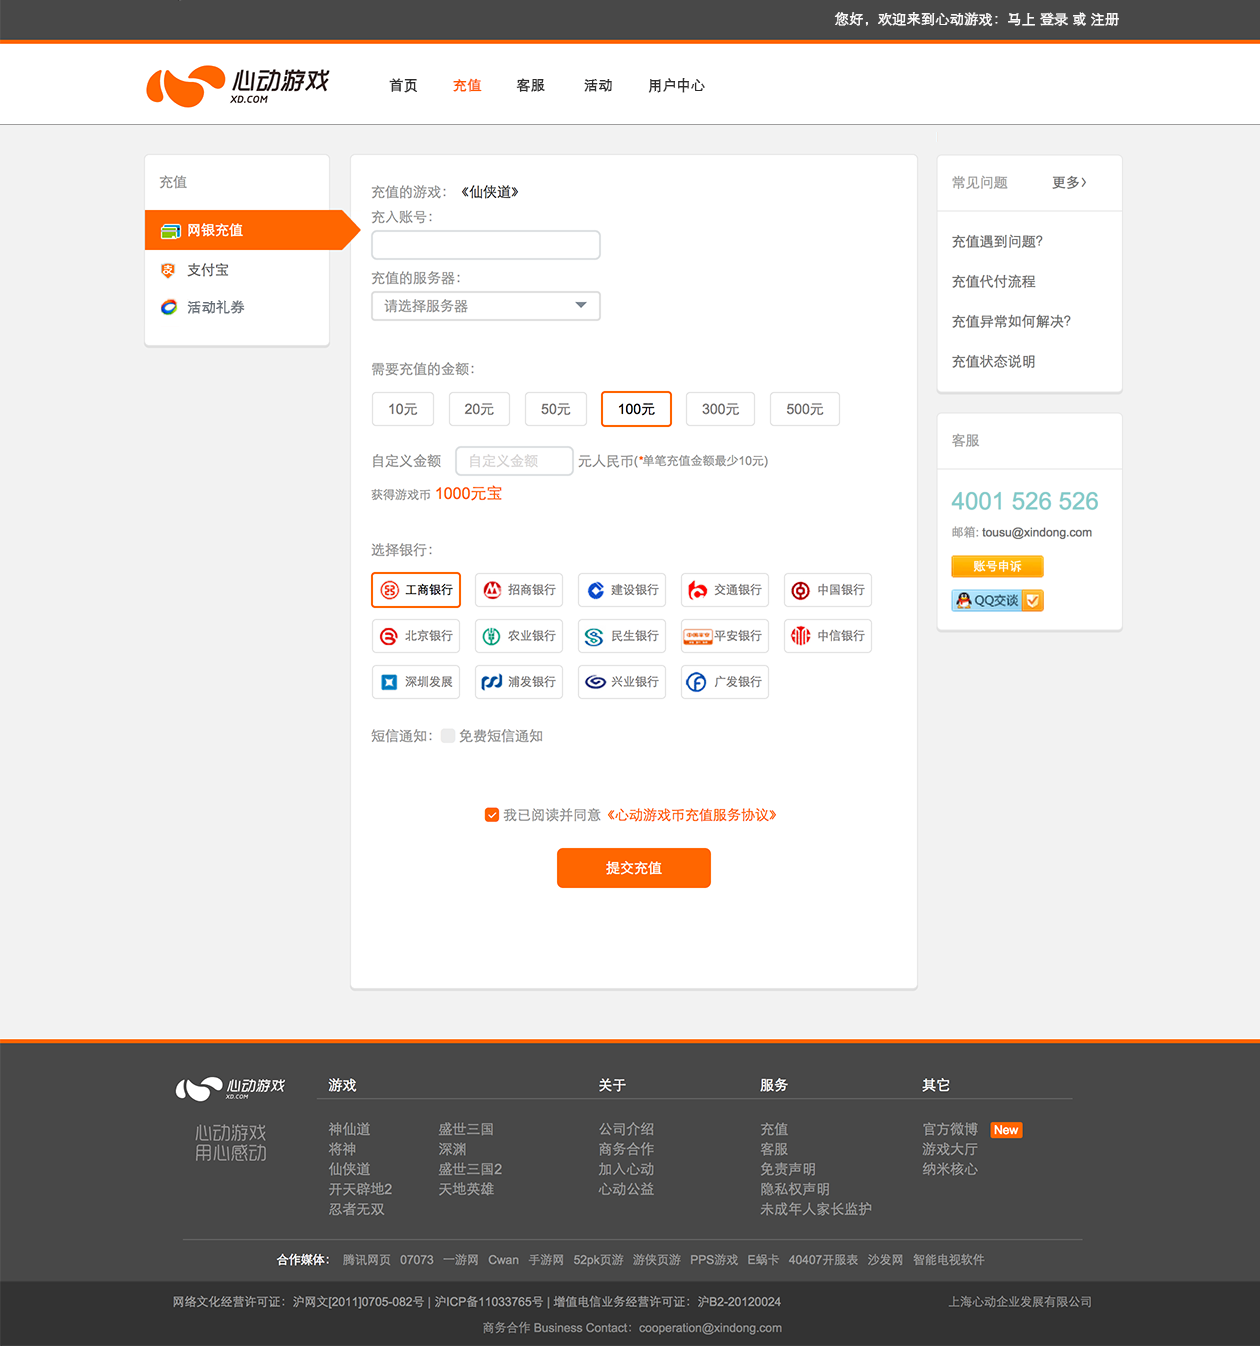 您好，欢迎来到心动游戏：马上 登录 或 注册
心动游戏
XD.COM
首页 充值 客服 活动 用户中心
充值
网银充值
支付宝
活动礼券
充值的游戏： 《仙侠道》
充入账号：
充值的服务器：
请选择服务器
需要充值的金额：
10元 20元 50元 100元 300元 500元
自定义金额 自定义金额 元人民币(*单笔充值金额最少10元)
获得游戏币 1000元宝
选择银行：
工商银行 招商银行 建设银行 交通银行 中国银行
北京银行 农业银行 民生银行 平安银行 中信银行
深圳发展 浦发银行 兴业银行 广发银行
短信通知： 免费短信通知
我已阅读并同意 《心动游戏币充值服务协议》
提交充值
常见问题 更多
充值遇到问题?
充值代付流程
充值异常如何解决?
充值状态说明
客服
4001 526 526
邮箱: tousu@xindong.com
账号申诉
QQ交谈
心动游戏
XD.COM
心动游戏
用心感动
游戏 关于 服务 其它
神仙道 盛世三国 公司介绍 充值 官方微博 New
将神 深渊 商务合作 客服 游戏大厅
仙侠道 盛世三国2 加入心动 免责声明 纳米核心
开天辟地2 天地英雄 心动公益 隐私权声明
忍者无双 未成年人家长监护
合作媒体： 腾讯网页 07073 一游网 Cwan 手游网 52pk页游 游侠页游 PPS游戏 E蜗卡 40407开服表 沙发网 智能电视软件
网络文化经营许可证：沪网文[2011]0705-082号 | 沪ICP备11033765号 | 增值电信业务经营许可证：沪B2-20120024 上海心动企业发展有限公司
商务合作 Business Contact：cooperation@xindong.com